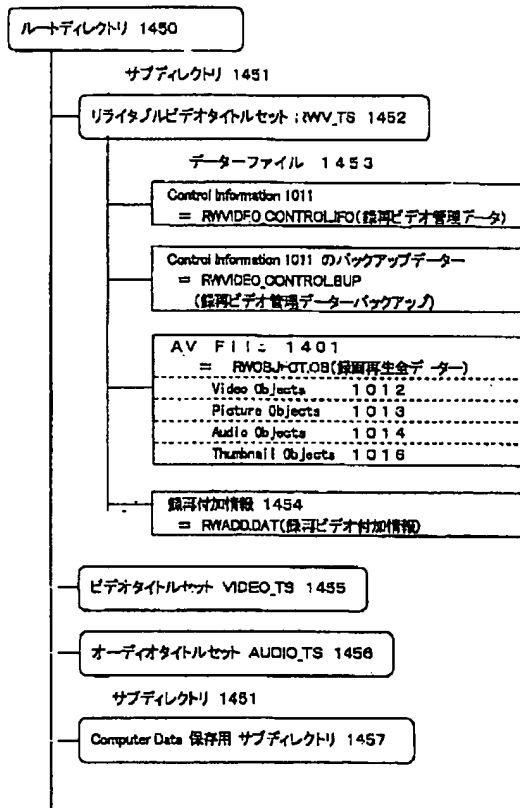 ルートディレクトリ 1450
サブディレクトリ 1451
リライタブルビデオタイトルセット:RWV_TS 1452
データーファイル 1453
Control Information 1011
= RWVIDEO_CONTROL.IFO(録再ビデオ管理データ)
Control Information 1011 のバックアップデーター
= RWVIDEO_CONTROL.BUP
(録再ビデオ管理データーバックアップ)
AV FILE 1401
= (録画再生全データー)
Video Objects 1012
Picture Objects 1013
Audio Objects 1014
Thumbnail Objects 1016
録再付加情報 1454
= RWADD.DAT(録再ビデオ付加情報)
ビデオタイトルセット VIDEO_TS 1455
オーディオタイトルセット AUDIO_TS 1456
サブディレクトリ 1451
Computer Data 保存用 サブディレクトリ 1457